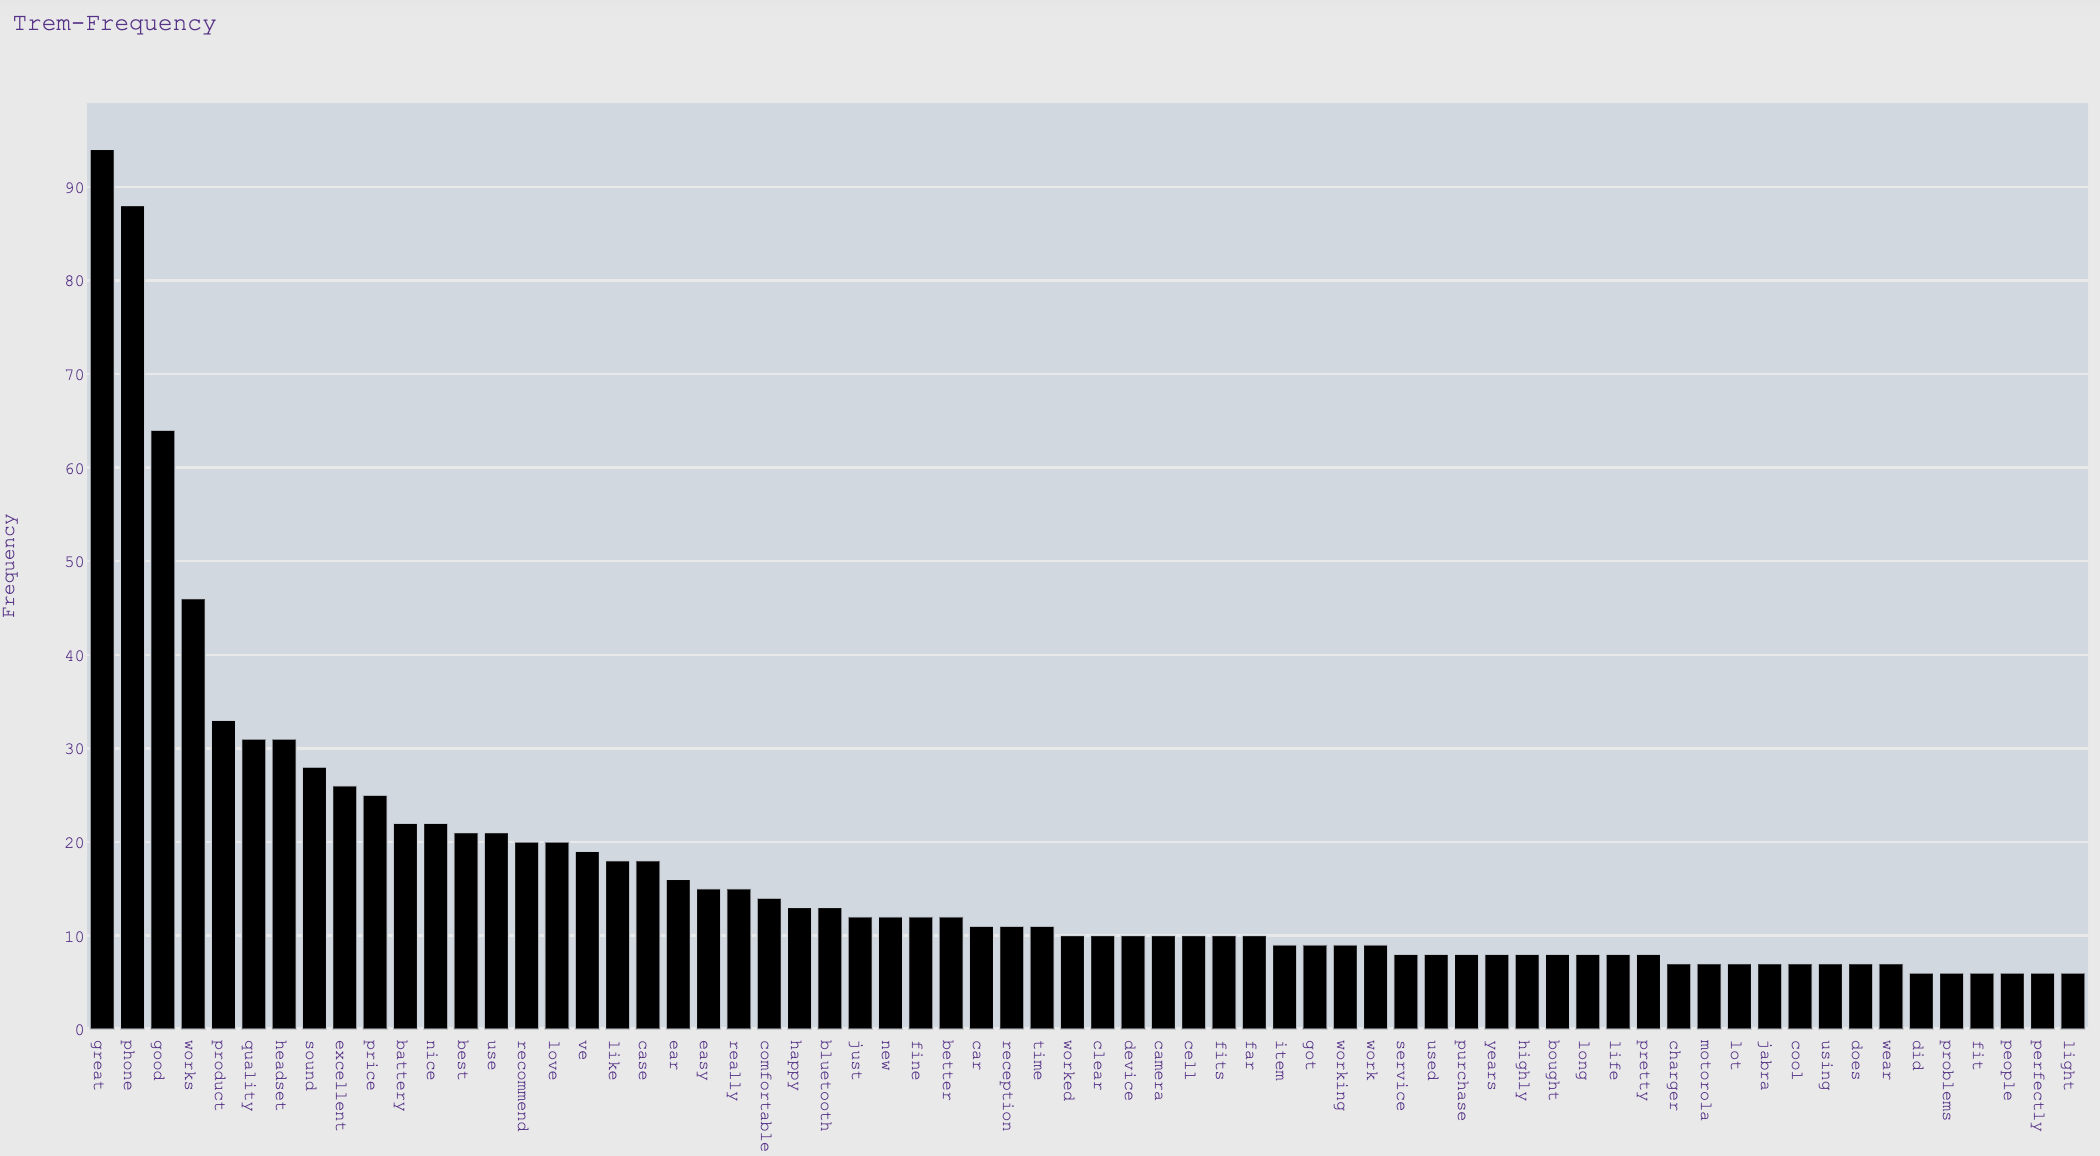 Trem-Frequency
Frequency
90
80
70
60
50
40
30
20
10
0
great
phone
good
works
product
quality
headset
sound
excellent
price
battery
nice
best
use
recommend
love
ve
like
case
ear
easy
really
comfortable
happy
bluetooth
just
new
fine
better
car
reception
time
worked
clear
device
camera
cell
fits
far
item
got
working
work
service
used
purchase
years
highly
bought
long
life
pretty
charger
motorola
lot
jabra
cool
using
does
wear
did
problems
fit
people
perfectly
light